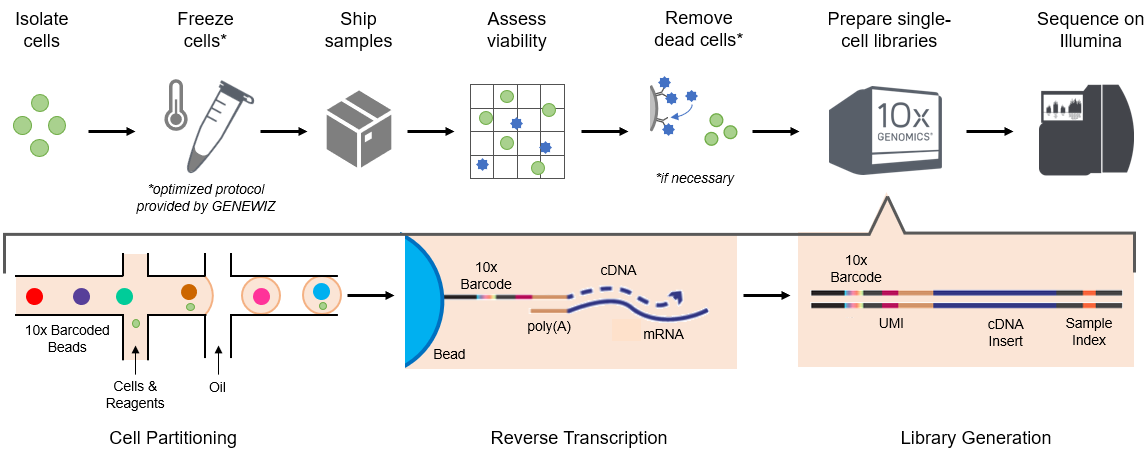 Isolate
cells
Freeze
cells*
Ship
samples
Assess
viability
Remove
dead cells*
Prepare single-
cell libraries
Sequence on
Illumina
10x
GENOMICS®
*optimized protocol
provided by GENEWIZ
*if necessary
10x Barcoded
Beads
Cells &
Reagents
Oil
Cell Partitioning
10x
Barcode
cDNA
poly(A)
mRNA
Bead
Reverse Transcription
10x
Barcode
UMI
cDNA
Insert
Sample
Index
Library Generation